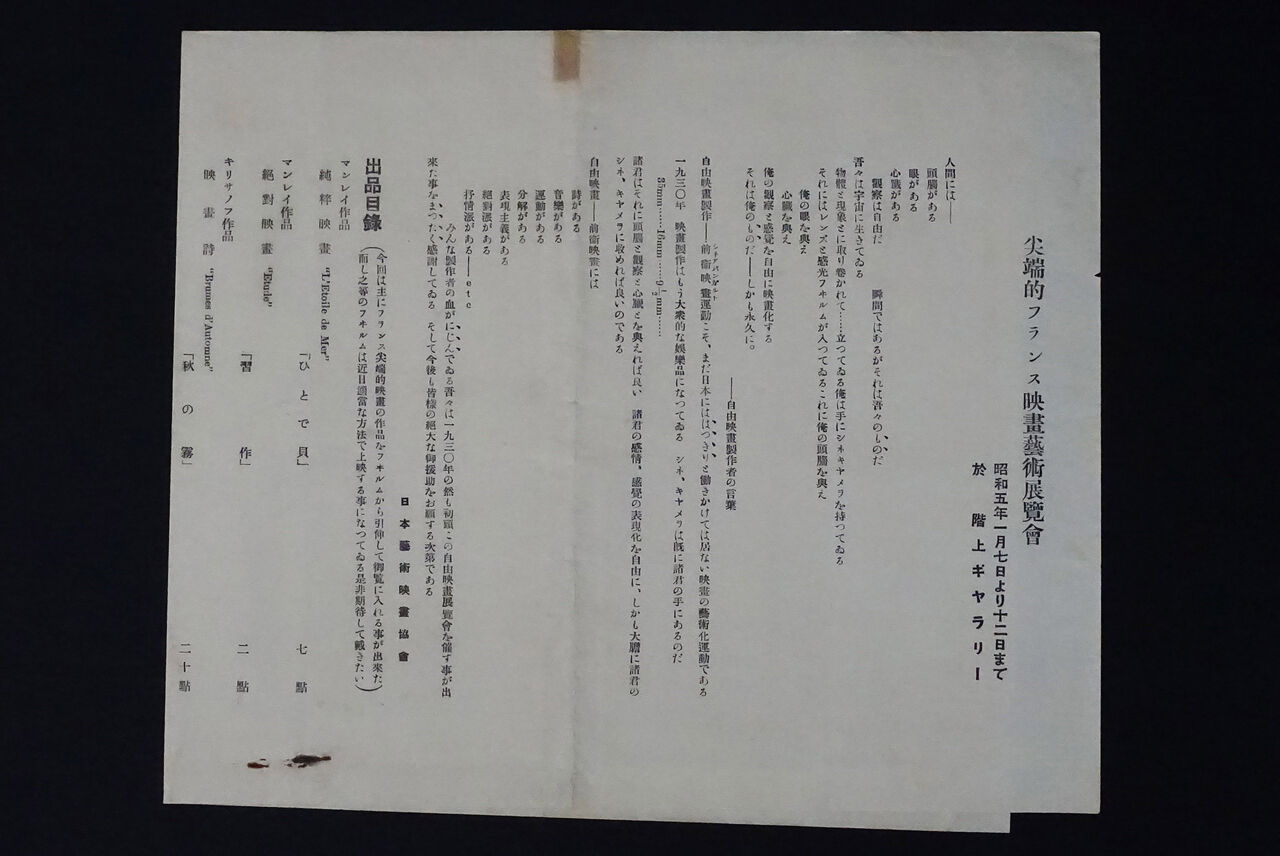 尖端的フランス映畫藝術展覽會
昭和五年一月七日より十二日まで
於 階上ギヤラリー
人間には――
頭腦がある
眼がある
心臟がある
觀察は自由だ 瞬間ではあるがそれは吾々のものだ
吾々は宇宙に生きてゐる
物體と現象とに取り卷かれて……立つてゐる俺は手にシネキヤメラを持つてゐる
それにはレンズと感光フヰルムが入つてゐるこれに俺の頭腦を與え
俺の眼を與え
心臟を與え
俺の觀察と感覺を自由に映畫化する
それは俺のものだ――しかも永久に。
――自由映畫製作者の言葉
自由映畫製作――前衞映畫運動こそ、まだ日本にははつきりと働きかけては居ない映畫の藝術化運動である
一九三〇年 映畫製作はもう大衆的な娛樂品になつてゐる シネ、キヤメラは既に諸君の手にあるのだ
35mm……16mm……9½mm……
諸君はそれに頭腦と觀察と心臟とを與えれば良い 諸君の感情、感覺の表現化を自由に、しかも大膽に諸君の
シネ、キヤメラに收めれば良いのである
自由映畫――前衞映畫には
詩がある
音樂がある
運動がある
分解がある
表現主義がある
絕對派がある
抒情派がある――etc
みんな製作者の血がにじんでゐる吾々は一九三〇年の然も初頭この自由映畫展覽會を催す事が出
來た事をまつたく感謝してゐる そして今後も皆樣の絕大な御援助をお願する次第である
日本藝術映畫協會
出品目錄
(今回は主にフランス尖端的映畫の作品をフヰルムから引伸して御覽に入れる事が出來た
而し之等のフヰルムは近日適當な方法で上映する事になつてゐる是非期待して戴きたい)
マンレイ作品
純粹映畫 "L'Etoile de Mer" 「ひとで貝」 七點
マンレイ作品
絕對映畫 "Etude" 「習作」 二點
キリサノフ作品
映畫詩 "Brumes d'Automne" 「秋の霧」 二十點